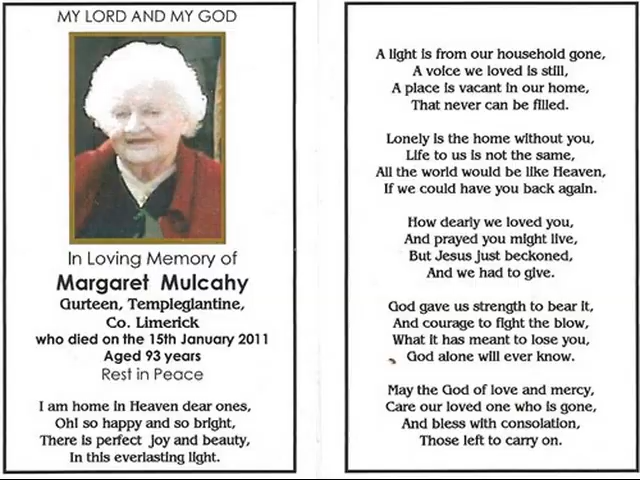 MY LORD AND MY GOD
In Loving Memory of
Margaret Mulcahy
Gurteen, Templeglantine,
Co. Limerick
who died on the 15th January 2011
Aged 93 years
Rest in Peace
I am home in Heaven dear ones,
Oh! so happy and so bright,
There is perfect joy and beauty,
In this everlasting light.
A light is from our household gone,
A voice we loved is still,
A place is vacant in our home,
That never can be filled.
Lonely is the home without you,
Life to us is not the same,
All the world would be like Heaven,
If we could have you back again.
How dearly we loved you,
And prayed you might live,
But Jesus just beckoned,
And we had to give.
God gave us strength to bear it,
And courage to fight the blow,
What it has meant to lose you,
God alone will ever know.
May the God of love and mercy,
Care our loved one who is gone,
And bless with consolation,
Those left to carry on.